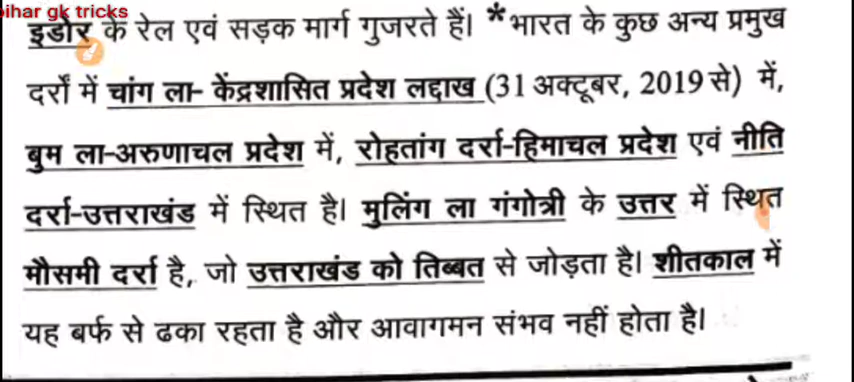 bihar gk tricks
इडोर के रेल एवं सड़क मार्ग गुजरते हैं। *भारत के कुछ अन्य प्रमुख
दर्रों में चांग ला- केंद्रशासित प्रदेश लद्दाख (31 अक्टूबर, 2019 से) में,
बुम ला-अरुणाचल प्रदेश में, रोहतांग दर्रा-हिमाचल प्रदेश एवं नीति
दर्रा-उत्तराखंड में स्थित है। मुलिंग ला गंगोत्री के उत्तर में स्थित
मौसमी दर्रा है, जो उत्तराखंड को तिब्बत से जोड़ता है। शीतकाल में
यह बर्फ से ढका रहता है और आवागमन संभव नहीं होता है।